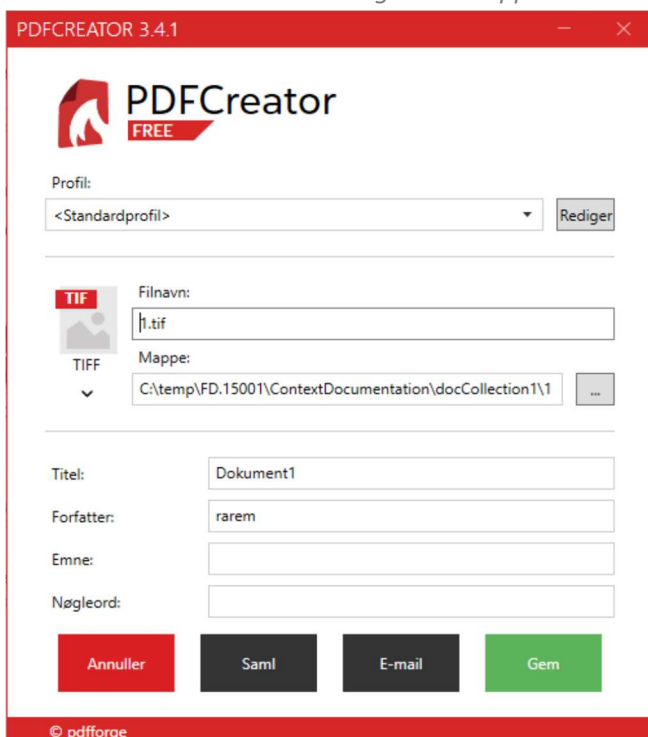 PDFCREATOR 3.4.1
PDFCreator
FREE
Profil:
<Standardprofil> Rediger
TIF
Filnavn:
1.tif
TIFF
Mappe:
C:\temp\FD.15001\ContextDocumentation\docCollection1\1 ...
Titel: Dokument1
Forfatter: rarem
Emne:
Nøgleord:
Annuller Saml E-mail Gem
© pdfforge